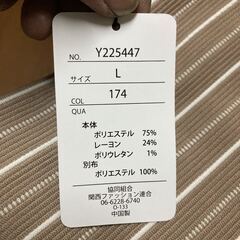 NO. Y225447
サイズ L
COL 174
QUA
本体
ポリエステル 75%
レーヨン 24%
ポリウレタン 1%
別布
ポリエステル 100%
協同組合
関西ファッション連合
06-6228-6740
O-133
中国製